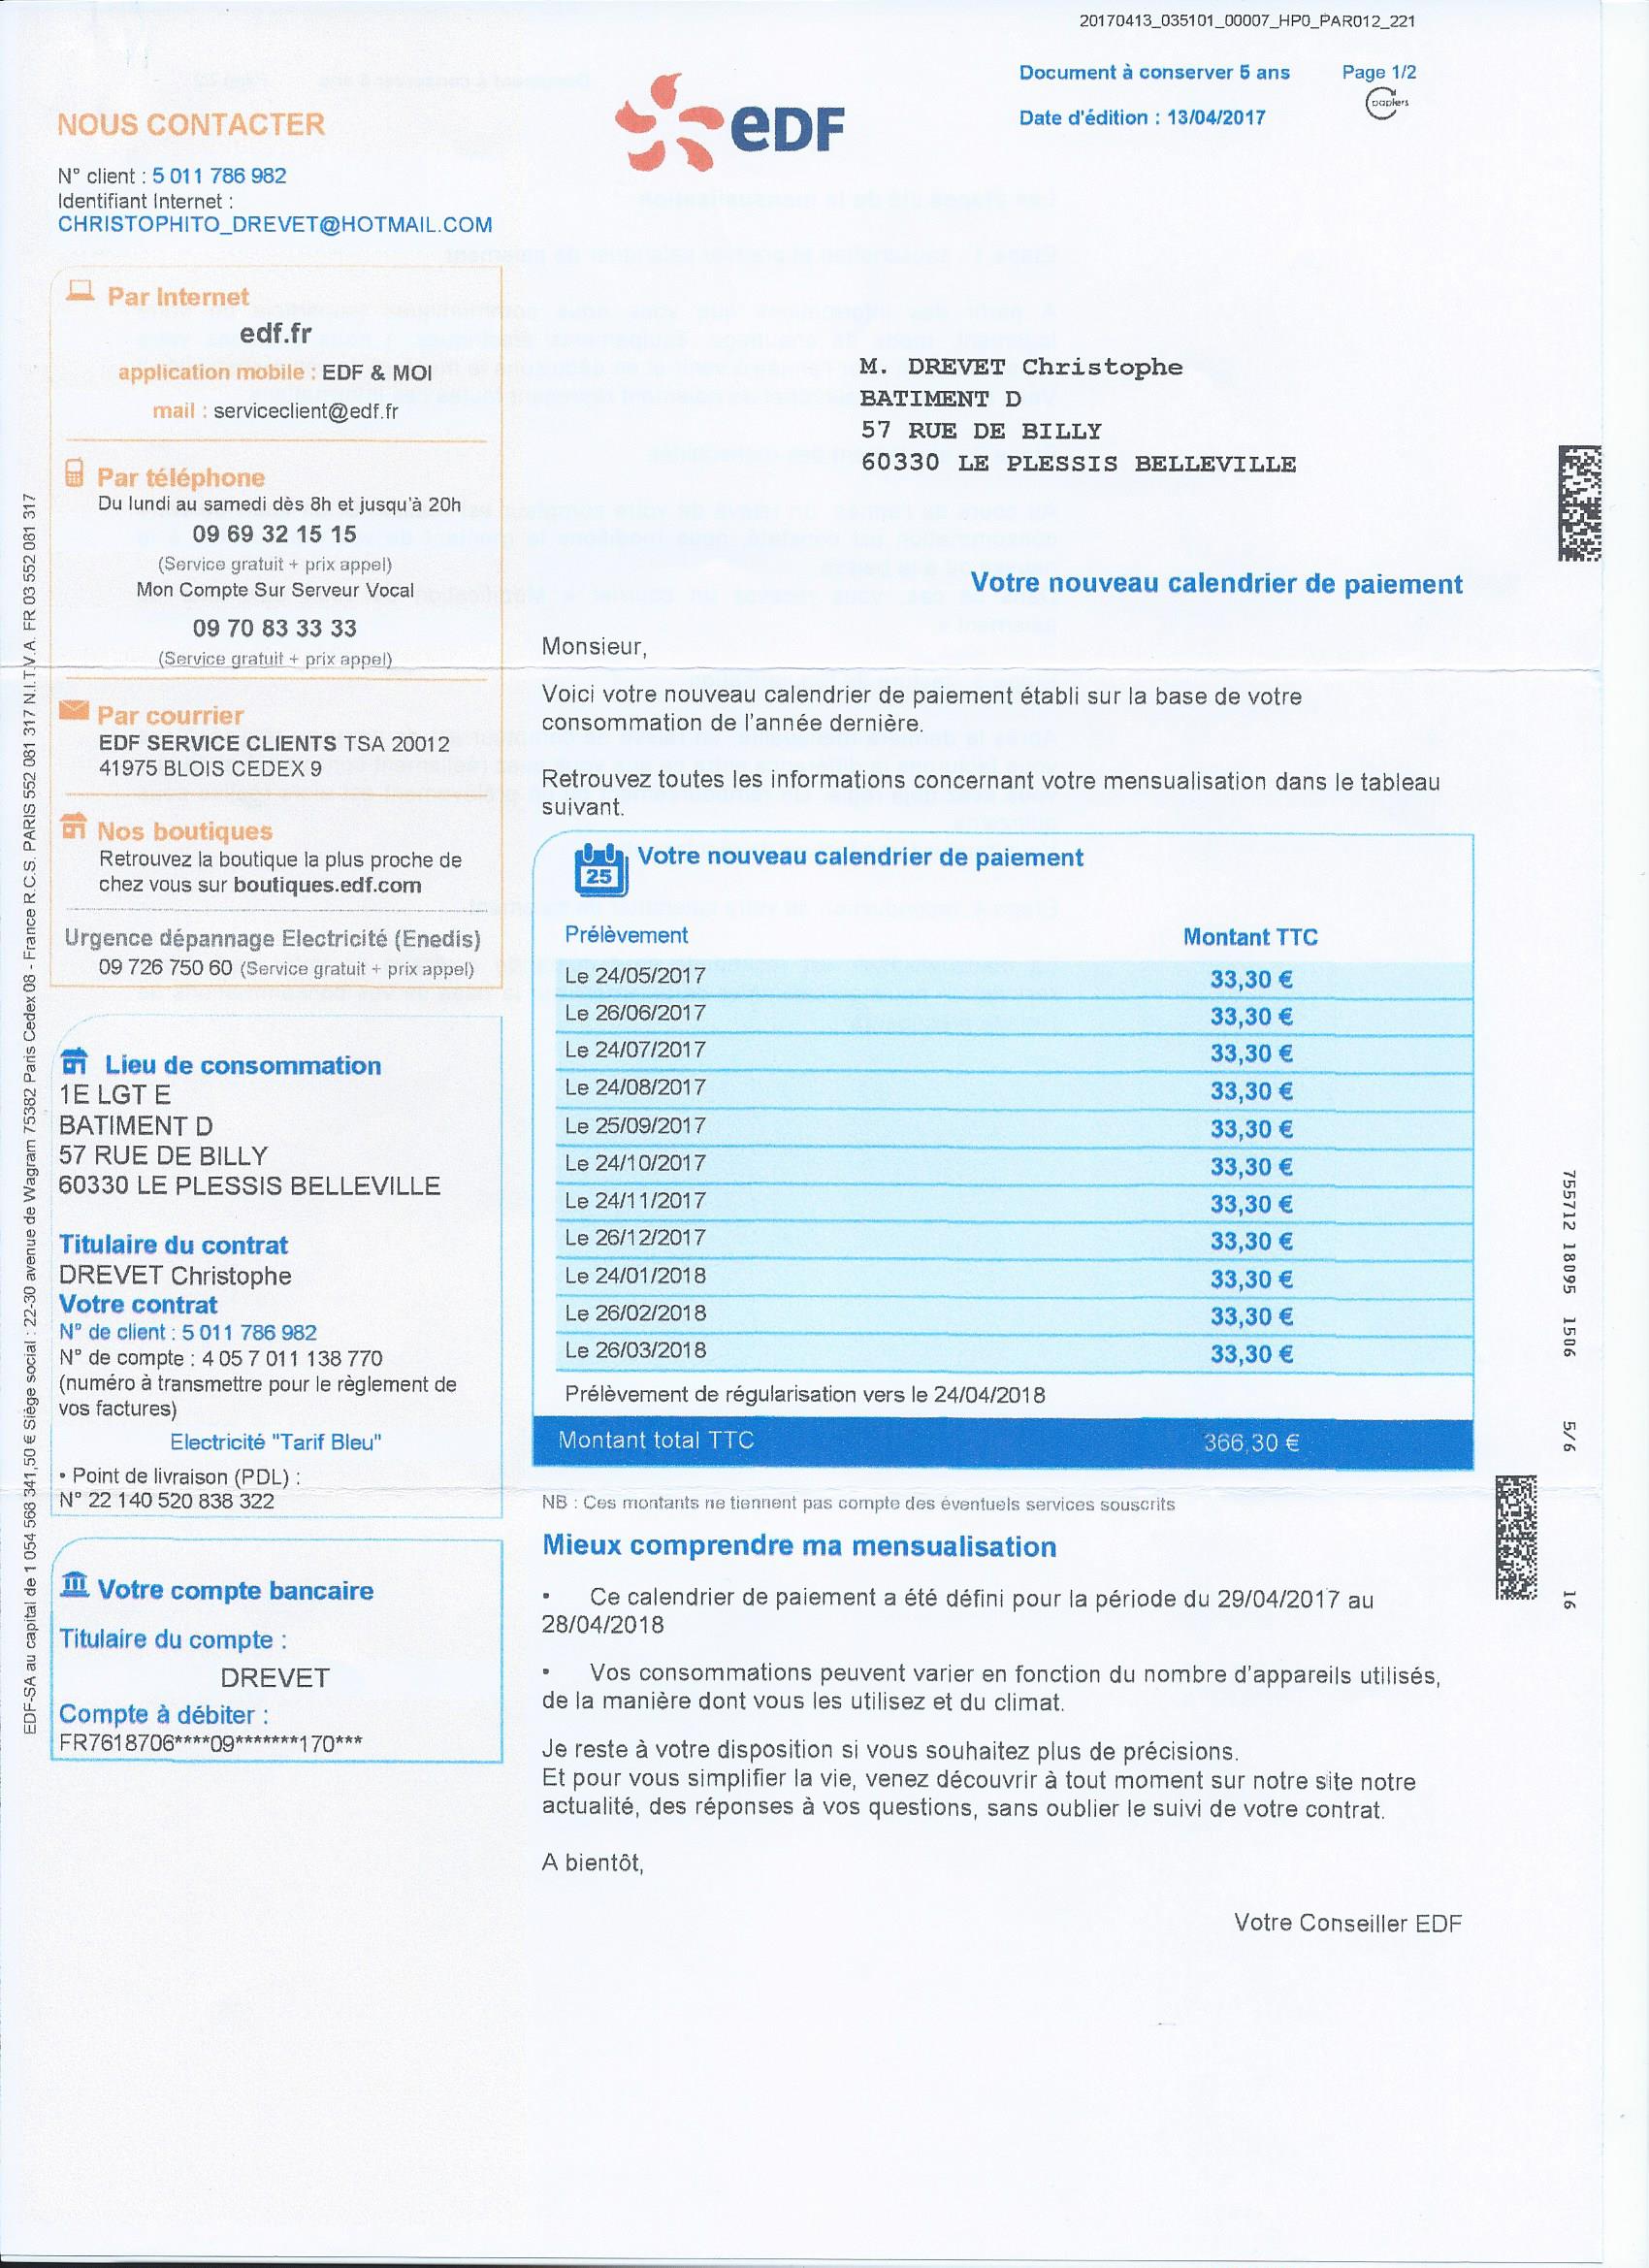 20170413_035101_00007_HP0_PAR012_221
Document à conserver 5 ans
Page 1/2
papiers
Date d'édition : 13/04/2017
edF
NOUS CONTACTER
N° client : 5 011 786 982
Identifiant Internet :
CHRISTOPHITO_DREVET@HOTMAIL.COM
Par Internet
edf.fr
application mobile : EDF & MOI
mail : serviceclient@edf.fr
Par téléphone
Du lundi au samedi dès 8h et jusqu'à 20h
09 69 32 15 15
(Service gratuit + prix appel)
Mon Compte Sur Serveur Vocal
09 70 83 33 33
(Service gratuit + prix appel)
Par courrier
EDF SERVICE CLIENTS TSA 20012
41975 BLOIS CEDEX 9
Nos boutiques
Retrouvez la boutique la plus proche de
chez vous sur boutiques.edf.com
Urgence dépannage Electricité (Enedis)
09 726 750 60 (Service gratuit + prix appel)
Lieu de consommation
1E LGT E
BATIMENT D
57 RUE DE BILLY
60330 LE PLESSIS BELLEVILLE
Titulaire du contrat
DREVET Christophe
Votre contrat
N° de client : 5 011 786 982
N° de compte : 4 05 7 011 138 770
(numéro à transmettre pour le règlement de
vos factures)
Electricité "Tarif Bleu"
• Point de livraison (PDL) :
N° 22 140 520 838 322
Votre compte bancaire
Titulaire du compte :
DREVET
Compte à débiter :
FR7618706****09*******170***
EDF-SA au capital de 1 054 568 341,50 € Siège social : 22-30 avenue de Wagram 75382 Paris Cedex 08 - France R.C.S. PARIS 552 081 317 N.I.T.V.A. FR 03 552 081 317
M. DREVET Christophe
BATIMENT D
57 RUE DE BILLY
60330 LE PLESSIS BELLEVILLE
Votre nouveau calendrier de paiement
Monsieur,
Voici votre nouveau calendrier de paiement établi sur la base de votre
consommation de l'année dernière.
Retrouvez toutes les informations concernant votre mensualisation dans le tableau
suivant.
25
Votre nouveau calendrier de paiement
Prélèvement Montant TTC
Le 24/05/2017 33,30 €
Le 26/06/2017 33,30 €
Le 24/07/2017 33,30 €
Le 24/08/2017 33,30 €
Le 25/09/2017 33,30 €
Le 24/10/2017 33,30 €
Le 24/11/2017 33,30 €
Le 26/12/2017 33,30 €
Le 24/01/2018 33,30 €
Le 26/02/2018 33,30 €
Le 26/03/2018 33,30 €
Prélèvement de régularisation vers le 24/04/2018
Montant total TTC 366,30 €
NB : Ces montants ne tiennent pas compte des éventuels services souscrits
Mieux comprendre ma mensualisation
• Ce calendrier de paiement a été défini pour la période du 29/04/2017 au
28/04/2018
• Vos consommations peuvent varier en fonction du nombre d'appareils utilisés,
de la manière dont vous les utilisez et du climat.
Je reste à votre disposition si vous souhaitez plus de précisions.
Et pour vous simplifier la vie, venez découvrir à tout moment sur notre site notre
actualité, des réponses à vos questions, sans oublier le suivi de votre contrat.
A bientôt,
Votre Conseiller EDF
755712 18095 1506 5/6 16